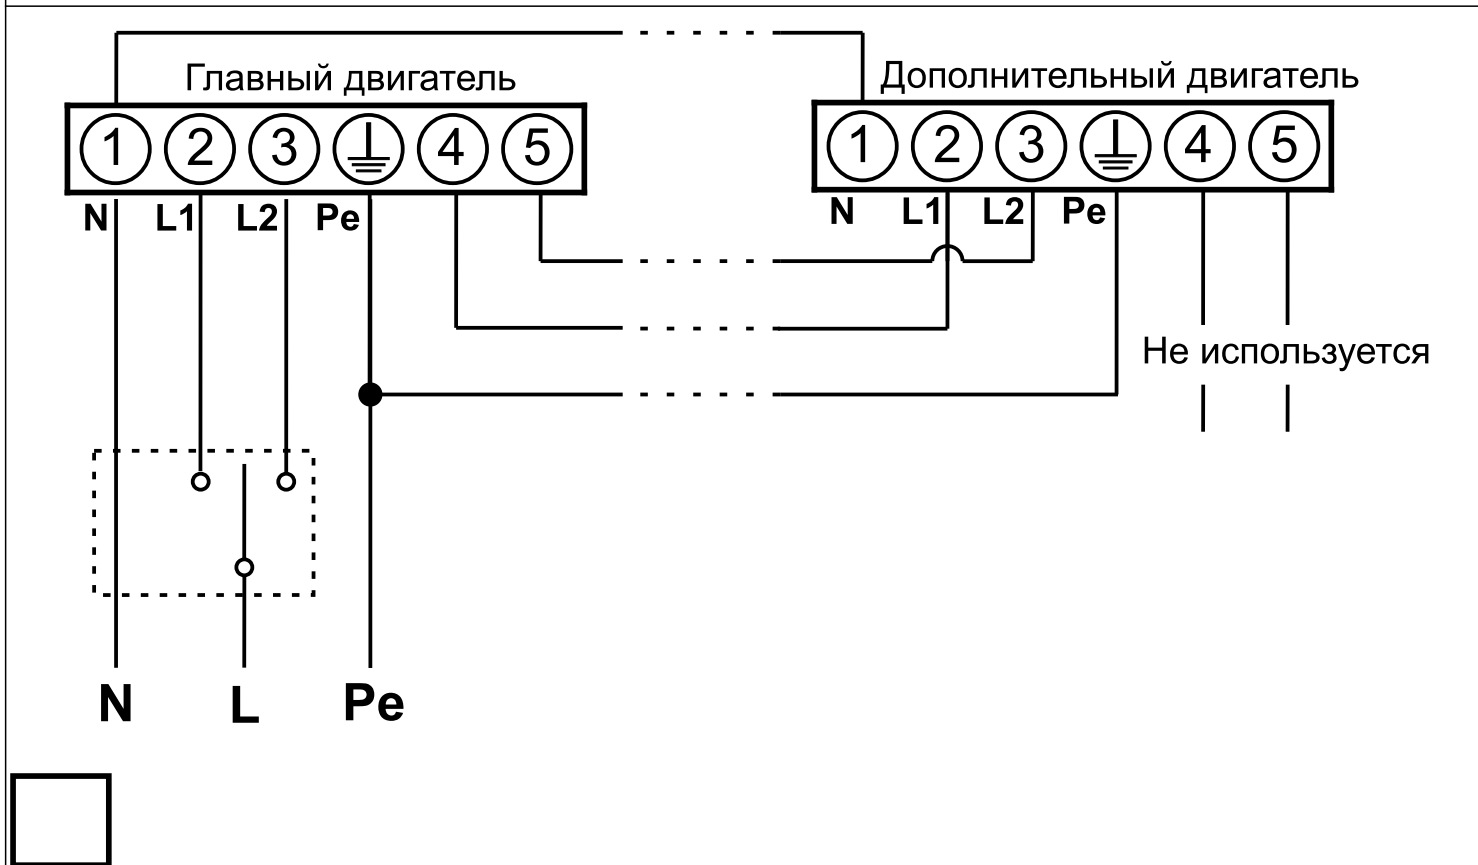 Главный двигатель
Дополнительный двигатель
1 2 3 4 5
1 2 3 4 5
N L1 L2 Pe
N L1 L2 Pe
Не используется
N L Pe